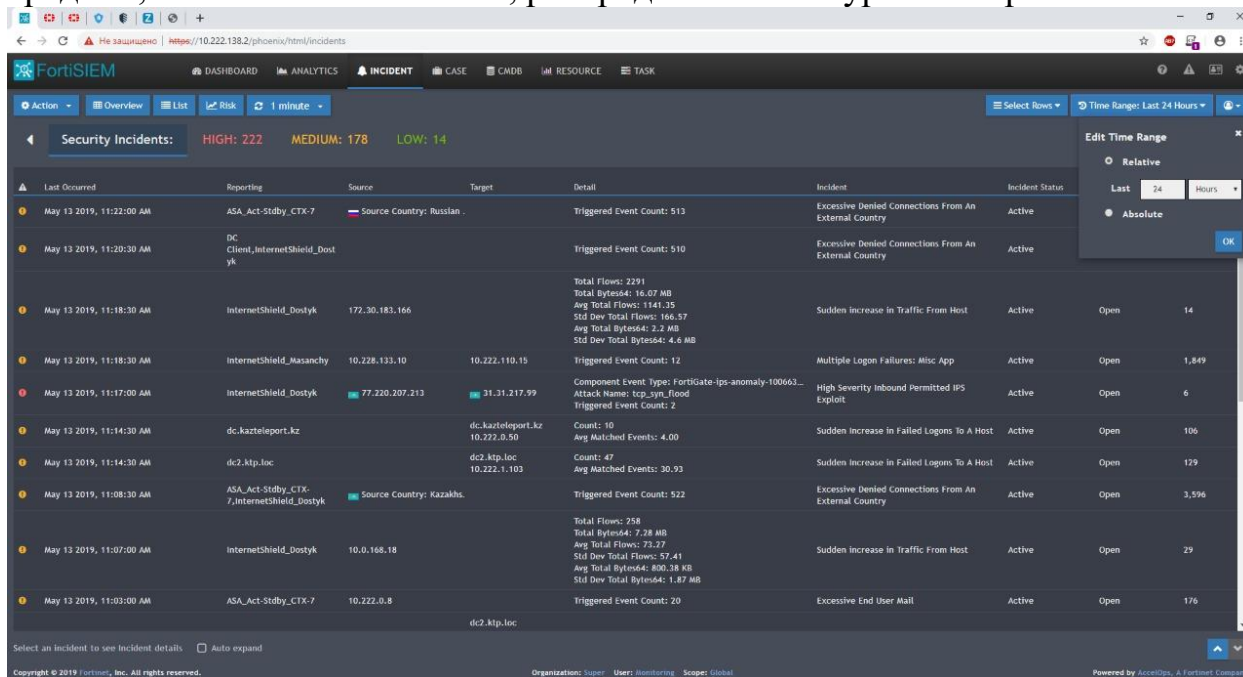 Не защищено | https://10.222.138.2/phoenix/html/incidents
FortiSIEM DASHBOARD ANALYTICS INCIDENT CASE CMDB RESOURCE TASK
Action Overview List Risk 1 minute Select Rows Time Range: Last 24 Hours
Security Incidents: HIGH: 222 MEDIUM: 178 LOW: 14
Edit Time Range
Relative
Last 24 Hours
Absolute
OK
Last Occurred Reporting Source Target Detail Incident Incident Status
May 13 2019, 11:22:00 AM ASA_Act-Stdby_CTX-7 Source Country: Russian . Triggered Event Count: 513 Excessive Denied Connections From An External Country Active
May 13 2019, 11:20:30 AM DC Client,InternetShield_Dostyk Triggered Event Count: 510 Excessive Denied Connections From An External Country Active
May 13 2019, 11:18:30 AM InternetShield_Dostyk 172.30.183.166
Total Flows: 2291
Total Bytes64: 16.07 MB
Avg Total Flows: 1141.35
Std Dev Total Flows: 166.57
Avg Total Bytes64: 2.2 MB
Std Dev Total Bytes64: 4.6 MB
Sudden Increase in Traffic From Host Active Open 14
May 13 2019, 11:18:30 AM InternetShield_Masanchy 10.228.133.10 10.222.110.15 Triggered Event Count: 12 Multiple Logon Failures: Misc App Active Open 1,849
May 13 2019, 11:17:00 AM InternetShield_Dostyk 77.220.207.213 31.31.217.99
Component Event Type: FortiGate-ips-anomaly-100663...
Attack Name: tcp_syn_flood
Triggered Event Count: 2
High Severity Inbound Permitted IPS Exploit Active Open 6
May 13 2019, 11:14:30 AM dc.kazteleport.kz dc.kazteleport.kz 10.222.0.50
Count: 10
Avg Matched Events: 4.00
Sudden Increase in Failed Logons To A Host Active Open 106
May 13 2019, 11:14:30 AM dc2.ktp.loc dc2.ktp.loc 10.222.1.103
Count: 47
Avg Matched Events: 30.93
Sudden Increase in Failed Logons To A Host Active Open 129
May 13 2019, 11:08:30 AM ASA_Act-Stdby_CTX-7,InternetShield_Dostyk Source Country: Kazakhs. Triggered Event Count: 522 Excessive Denied Connections From An External Country Active Open 3,596
May 13 2019, 11:07:00 AM InternetShield_Dostyk 10.0.168.18
Total Flows: 258
Total Bytes64: 7.28 MB
Avg Total Flows: 73.27
Std Dev Total Flows: 57.41
Avg Total Bytes64: 800.38 KB
Std Dev Total Bytes64: 1.87 MB
Sudden Increase in Traffic From Host Active Open 29
May 13 2019, 11:03:00 AM ASA_Act-Stdby_CTX-7 10.222.0.8 Triggered Event Count: 20 Excessive End User Mail Active Open 176
dc2.ktp.loc
Select an incident to see incident details Auto expand
Copyright © 2019 Fortinet, Inc. All rights reserved. Organization: Super User: Monitoring Scope: Global Powered by AccelOps, A Fortinet Compan